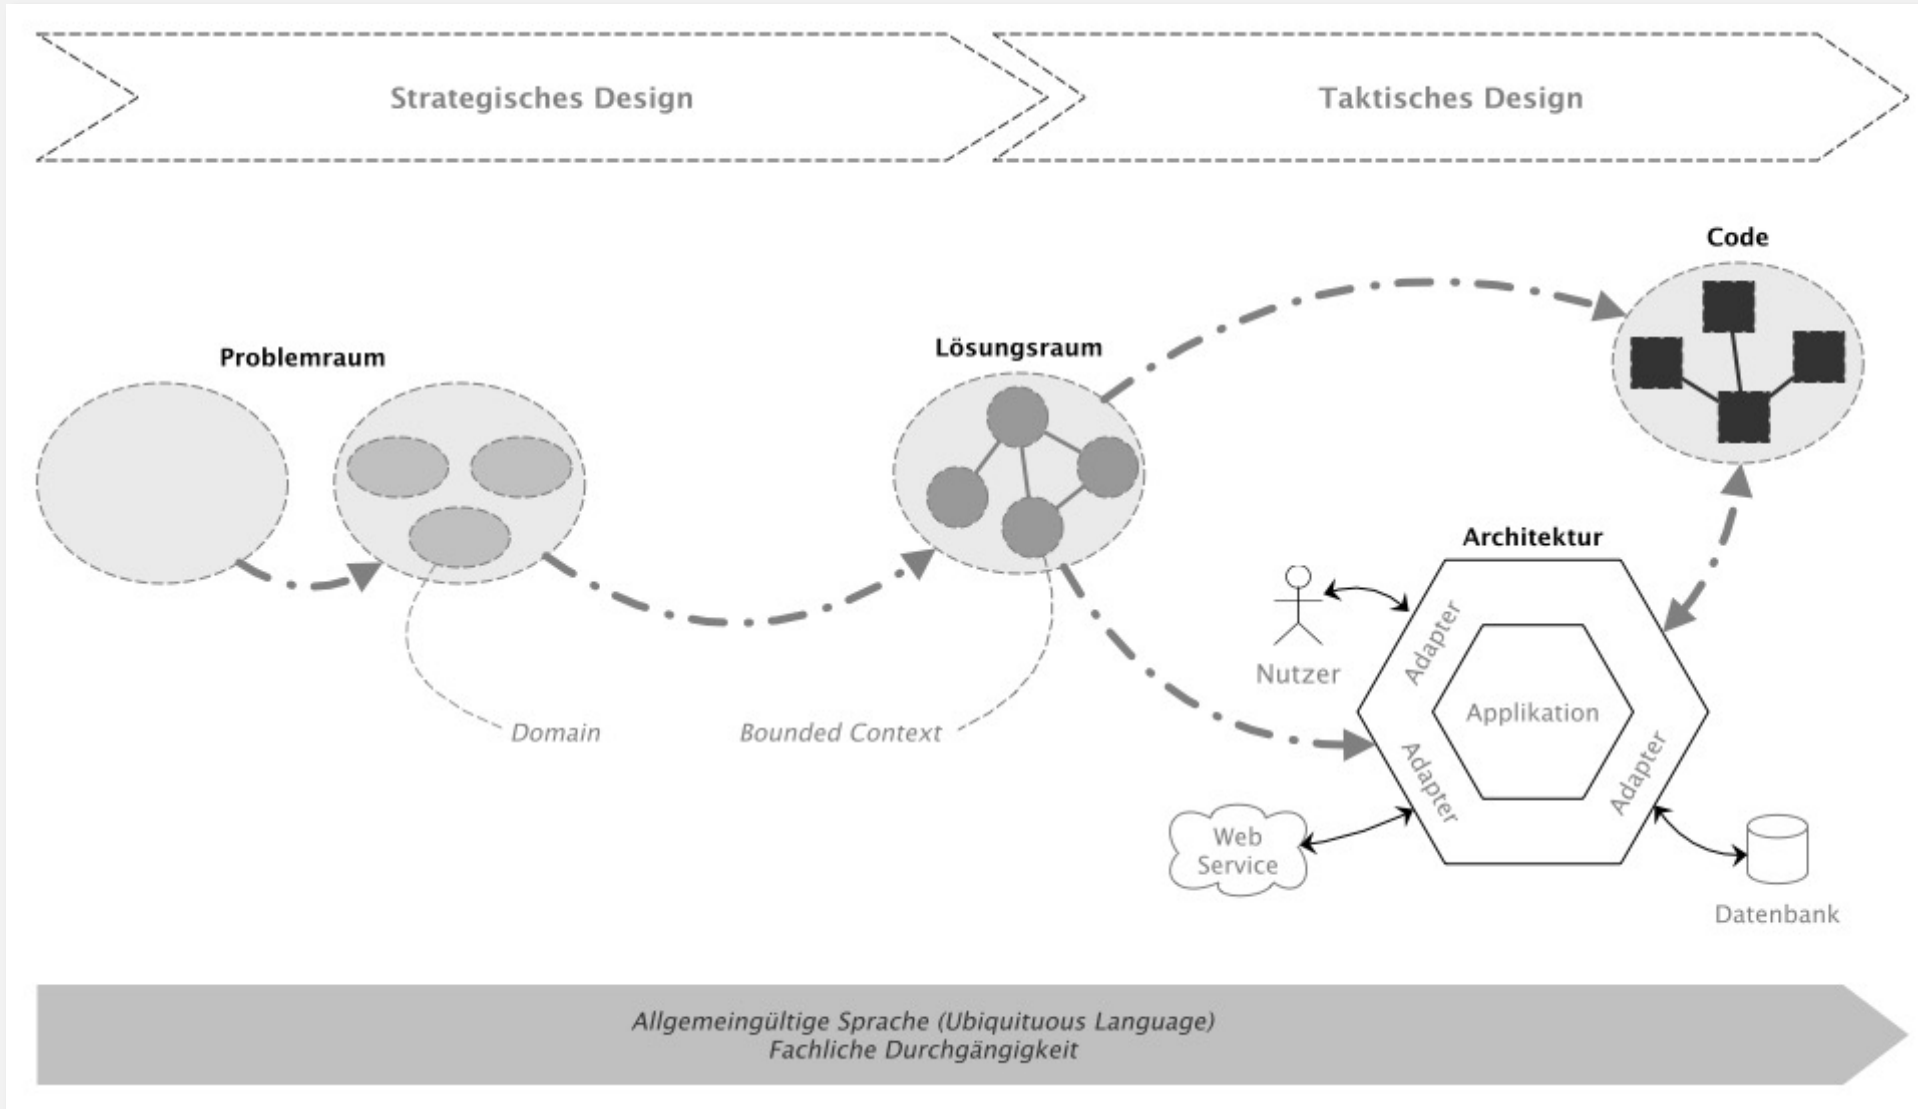 Strategisches Design
Taktisches Design
Code
Problemraum
Lösungsraum
Architektur
Adapter
Nutzer
Applikation
Domain
Bounded Context
Adapter
Adapter
Web
Service
Datenbank
Allgemeingültige Sprache (Ubiquituous Language)
Fachliche Durchgängigkeit